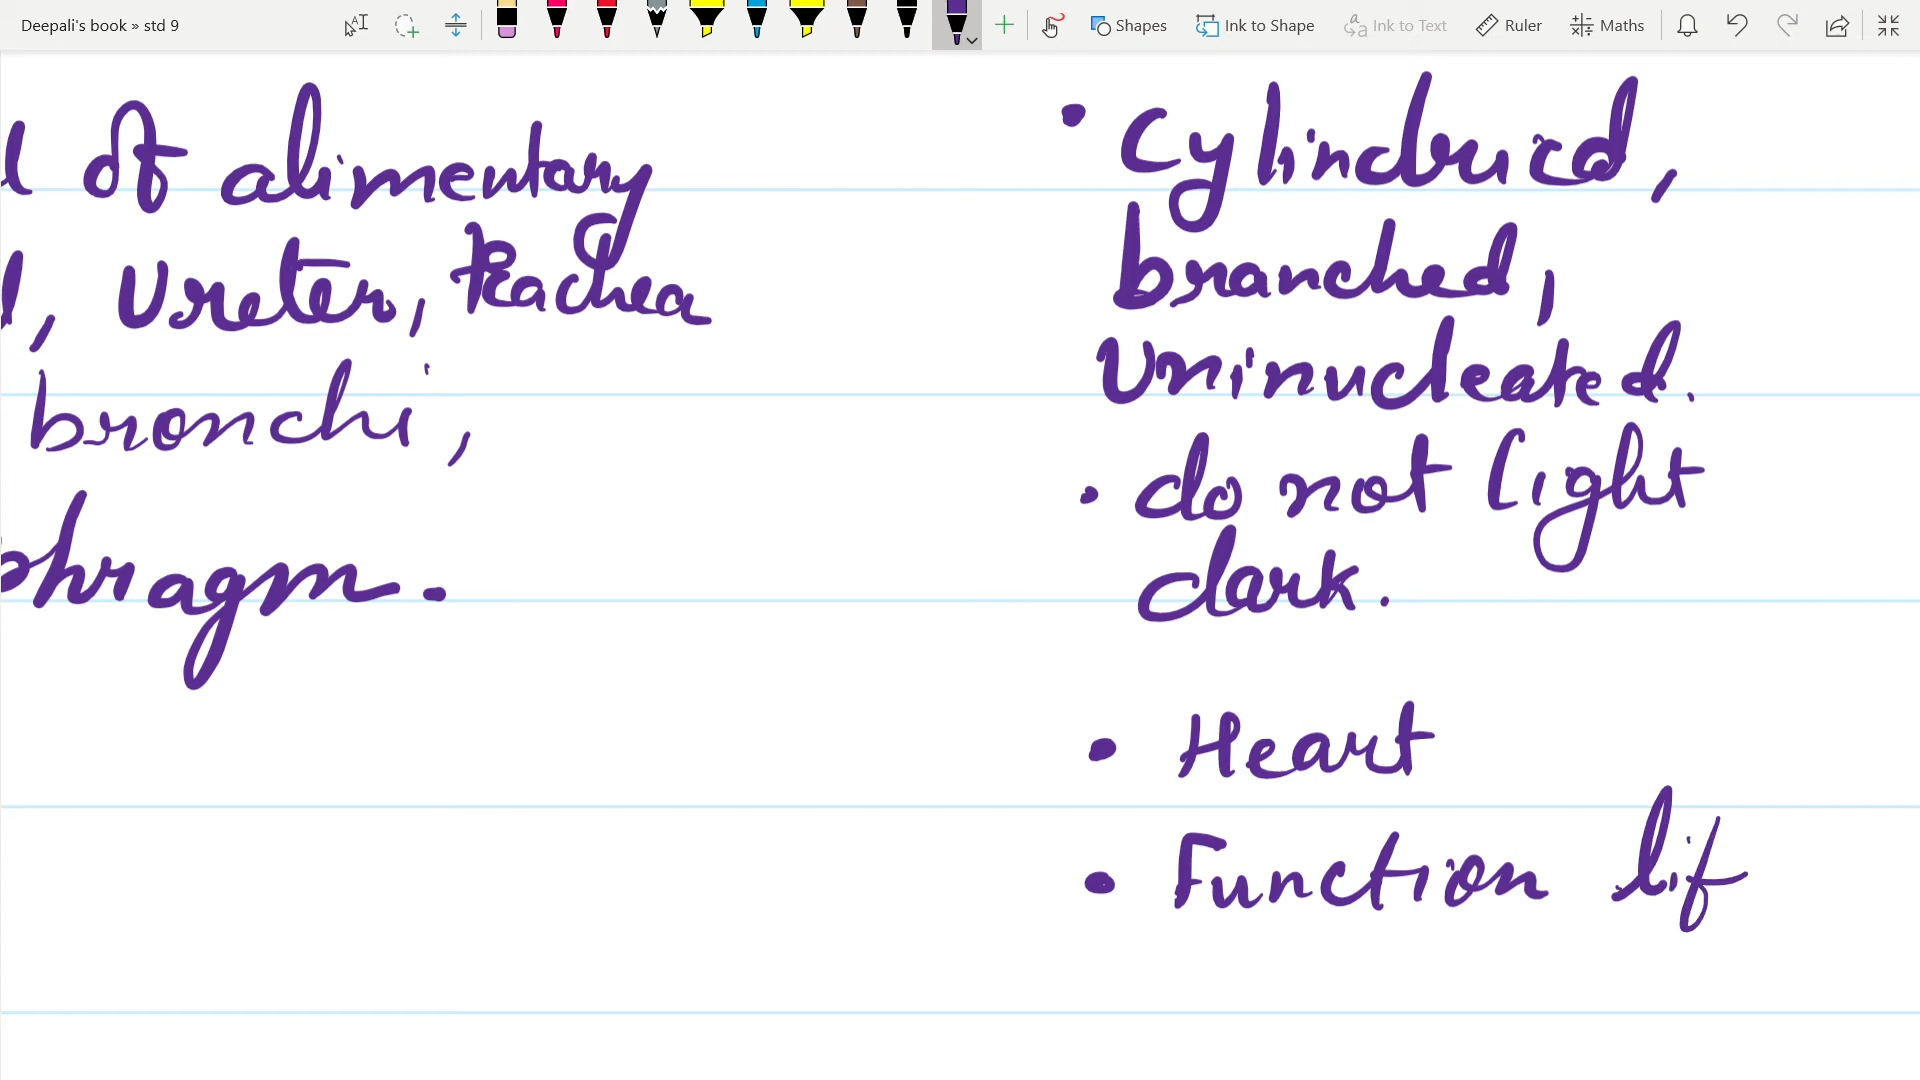 Deepali's book » std 9
Shapes
Ink to Shape
Ink to Text
Ruler
Maths
l of alimentary
l, Ureter, trachea
bronchi,
phragm.
• Cylindrical,
branched,
Uninucleated.
• do not light
dark.
• Heart
• Function lif